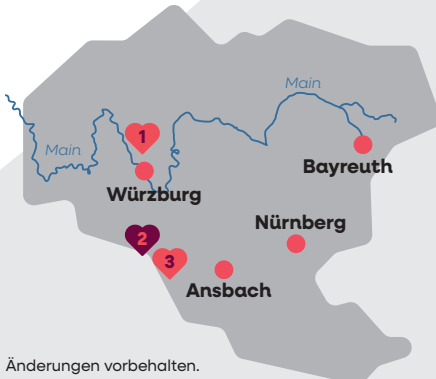 Main
1
Main
Bayreuth
Würzburg
Nürnberg
2
3
Ansbach
Änderungen vorbehalten.